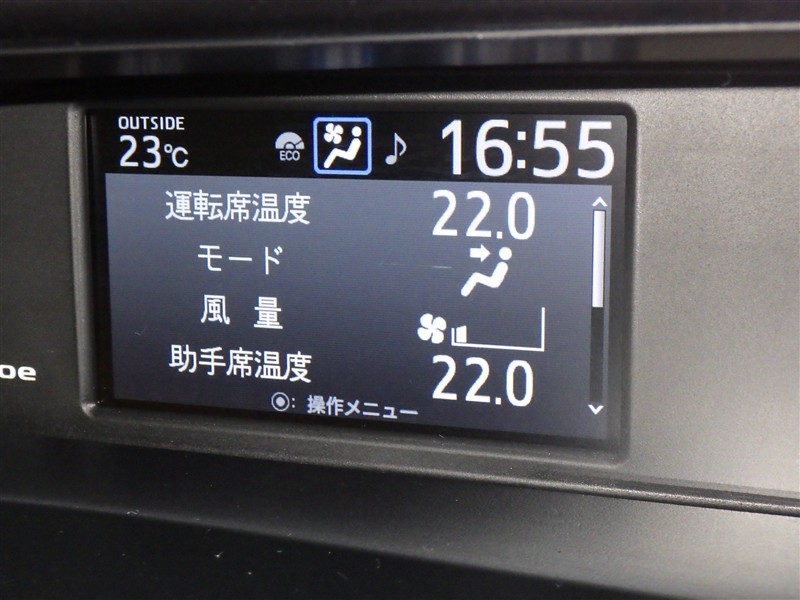 OUTSIDE
23℃
ECO
16:55
運転席温度 22.0
モード
風 量
助手席温度 22.0
◉: 操作メニュー
oe